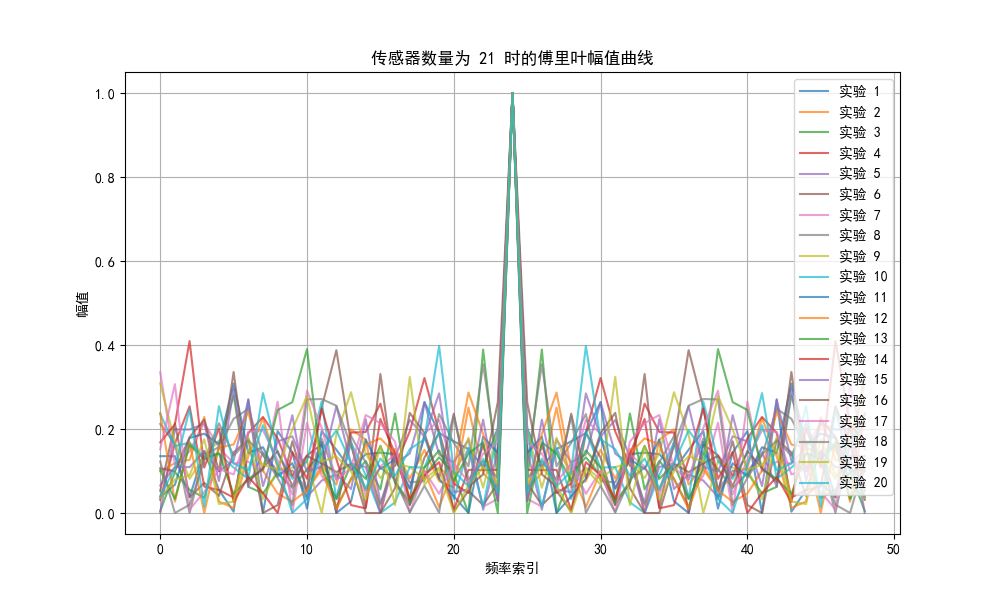 传感器数量为 21 时的傅里叶幅值曲线
幅值
1.0
0.8
0.6
0.4
0.2
0.0
0
10
20
30
40
50
频率索引
实验 1
实验 2
实验 3
实验 4
实验 5
实验 6
实验 7
实验 8
实验 9
实验 10
实验 11
实验 12
实验 13
实验 14
实验 15
实验 16
实验 17
实验 18
实验 19
实验 20